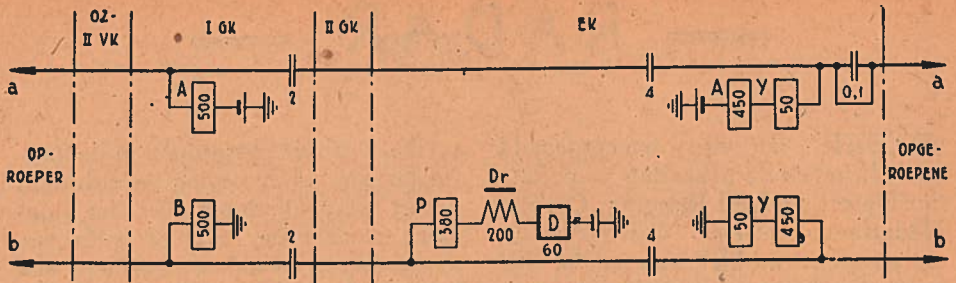 OZ-
II VK
I GK
II GK
EK
a
A
500
2
4
A
450
Y
50
0,1
a
OP-
ROEPER
OPGE-
ROEPENE
B
500
2
P
380
Dr
200
D
60
4
50
Y
450
b
b